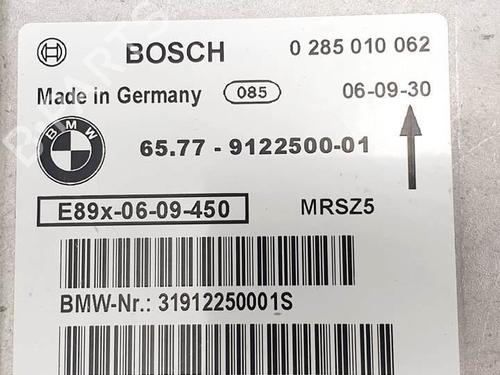 BOSCH 0 285 010 062
Made in Germany 085 06-09-30
BMW 65.77 - 9122500-01
E89x-06-09-450 MRSZ5
BMW-Nr.: 31912250001S